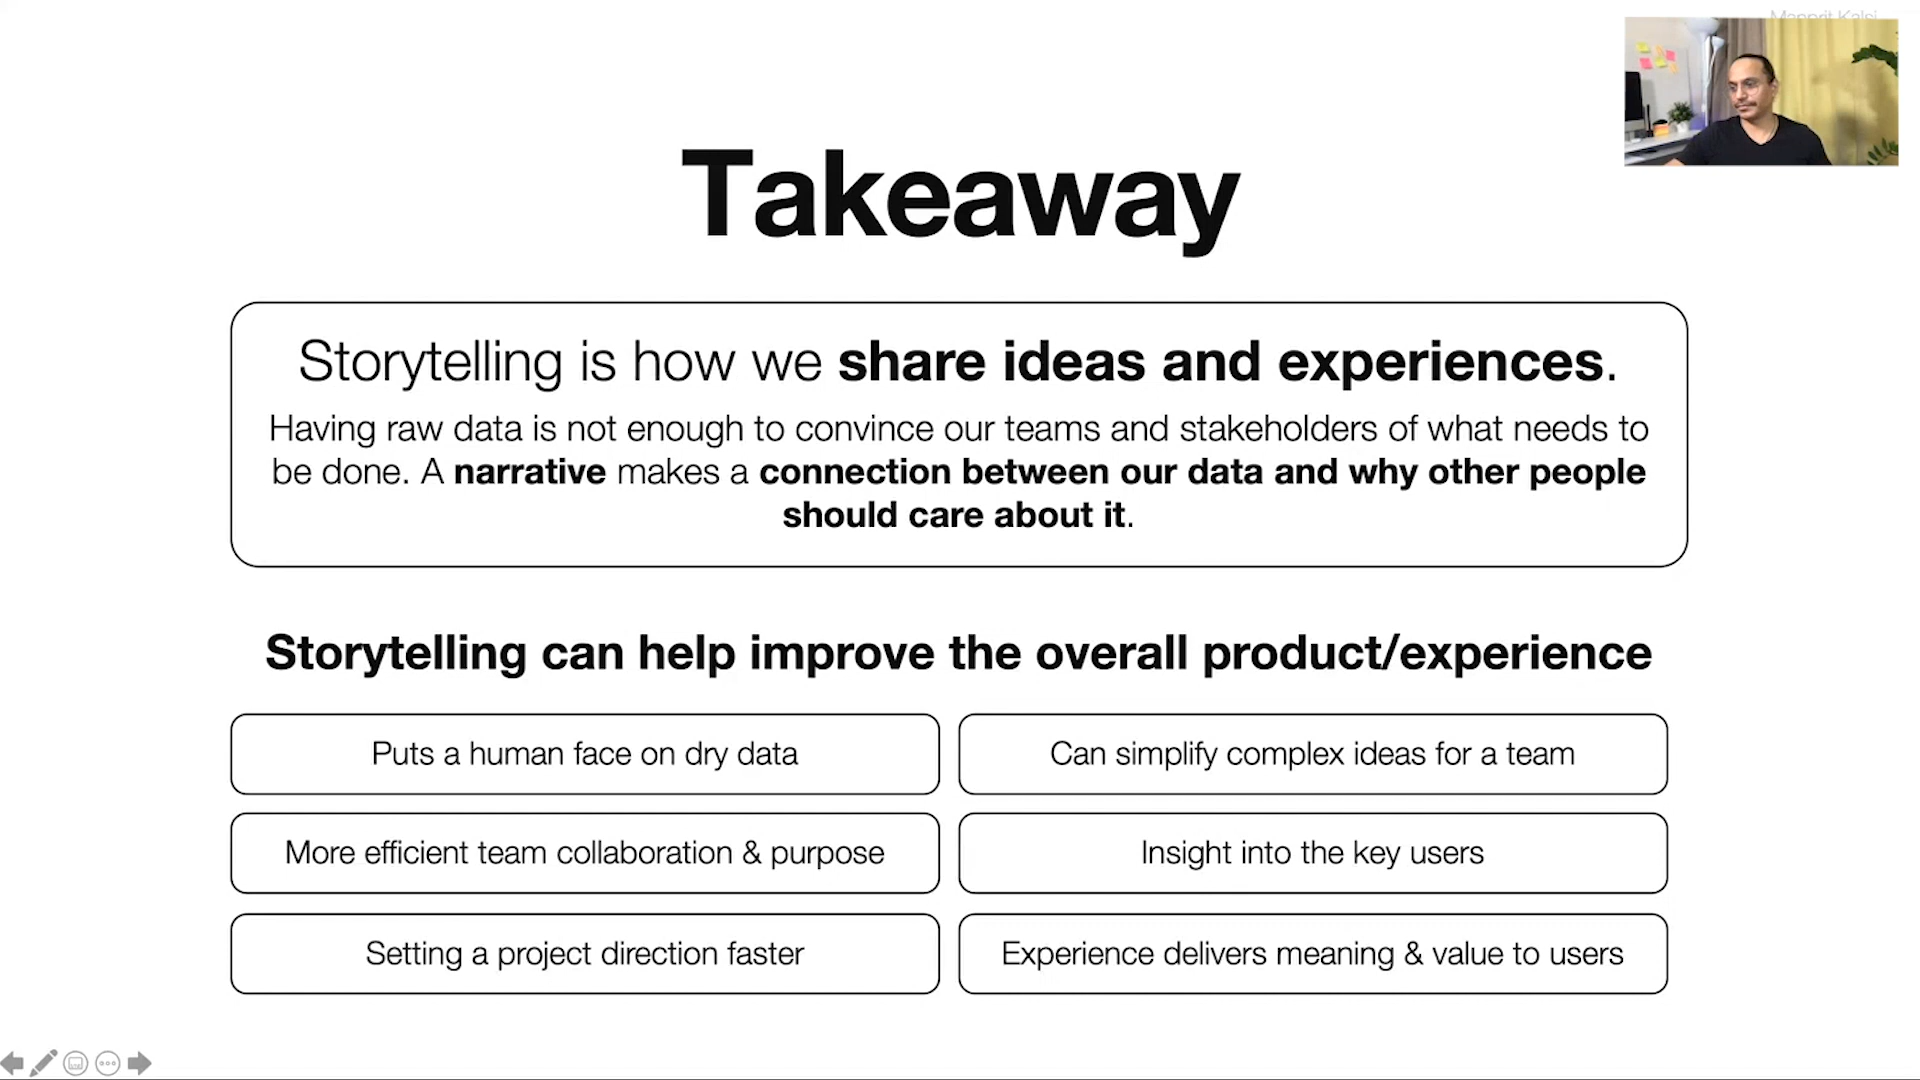 Manprit Kalsi
Takeaway
Storytelling is how we share ideas and experiences.
Having raw data is not enough to convince our teams and stakeholders of what needs to
be done. A narrative makes a connection between our data and why other people
should care about it.
Storytelling can help improve the overall product/experience
Puts a human face on dry data
Can simplify complex ideas for a team
More efficient team collaboration & purpose
Insight into the key users
Setting a project direction faster
Experience delivers meaning & value to users